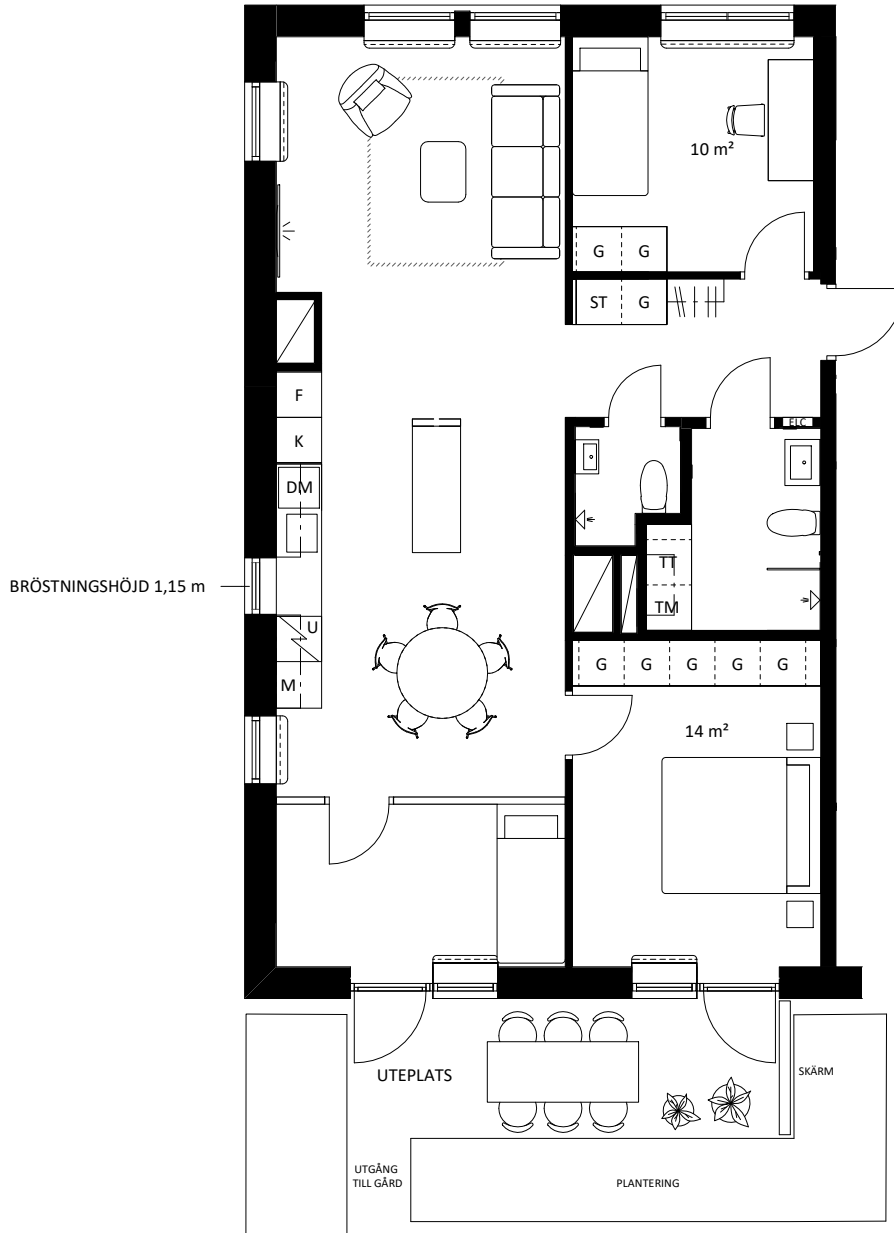 10 m²
G G
ST G
F
K
ELC
DM
TT
BRÖSTNINGSHÖJD 1,15 m
TM
U
G G G G G
M
14 m²
UTEPLATS
SKÄRM
UTGÅNG
TILL GÅRD
PLANTERING